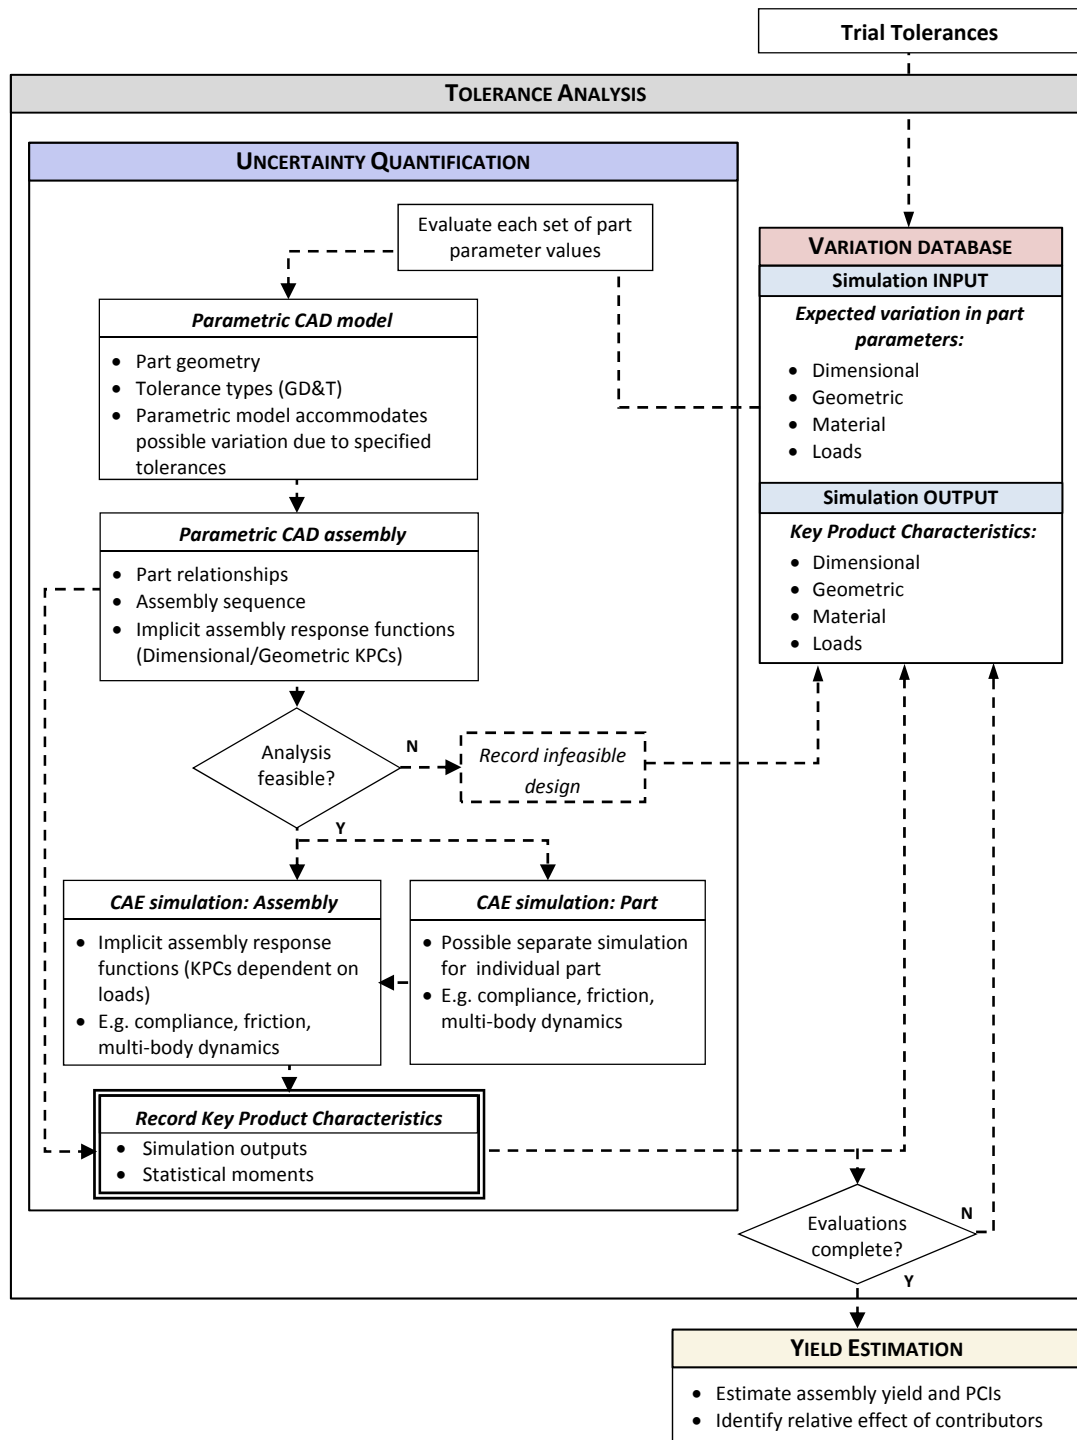 Trial Tolerances
TOLERANCE ANALYSIS
UNCERTAINTY QUANTIFICATION
Evaluate each set of part
parameter values
Parametric CAD model
• Part geometry
• Tolerance types (GD&T)
• Parametric model accommodates
possible variation due to specified
tolerances
Parametric CAD assembly
• Part relationships
• Assembly sequence
• Implicit assembly response functions
(Dimensional/Geometric KPCs)
Analysis
feasible?
N
Record infeasible
design
Y
CAE simulation: Assembly
• Implicit assembly response
functions (KPCs dependent on
loads)
• E.g. compliance, friction,
multi-body dynamics
CAE simulation: Part
• Possible separate simulation
for individual part
• E.g. compliance, friction,
multi-body dynamics
Record Key Product Characteristics
• Simulation outputs
• Statistical moments
VARIATION DATABASE
Simulation INPUT
Expected variation in part
parameters:
• Dimensional
• Geometric
• Material
• Loads
Simulation OUTPUT
Key Product Characteristics:
• Dimensional
• Geometric
• Material
• Loads
Evaluations
complete?
N
Y
YIELD ESTIMATION
• Estimate assembly yield and PCIs
• Identify relative effect of contributors